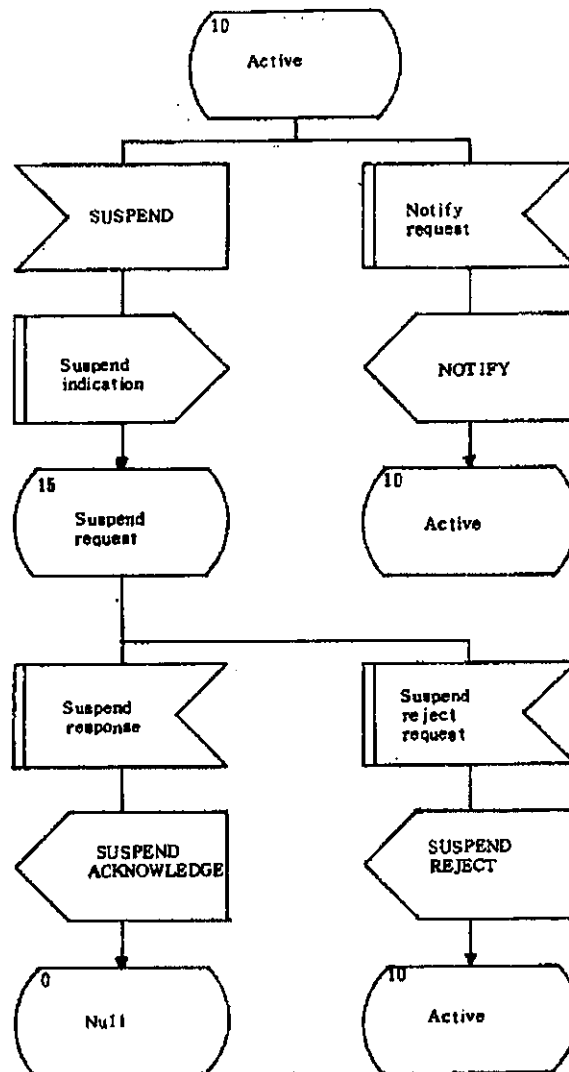 10
Active
SUSPEND
Notify
request
Suspend
indication
NOTIFY
15
Suspend
request
10
Active
Suspend
response
Suspend
reject
request
SUSPEND
ACKNOWLEDGE
SUSPEND
REJECT
0
Null
10
Active